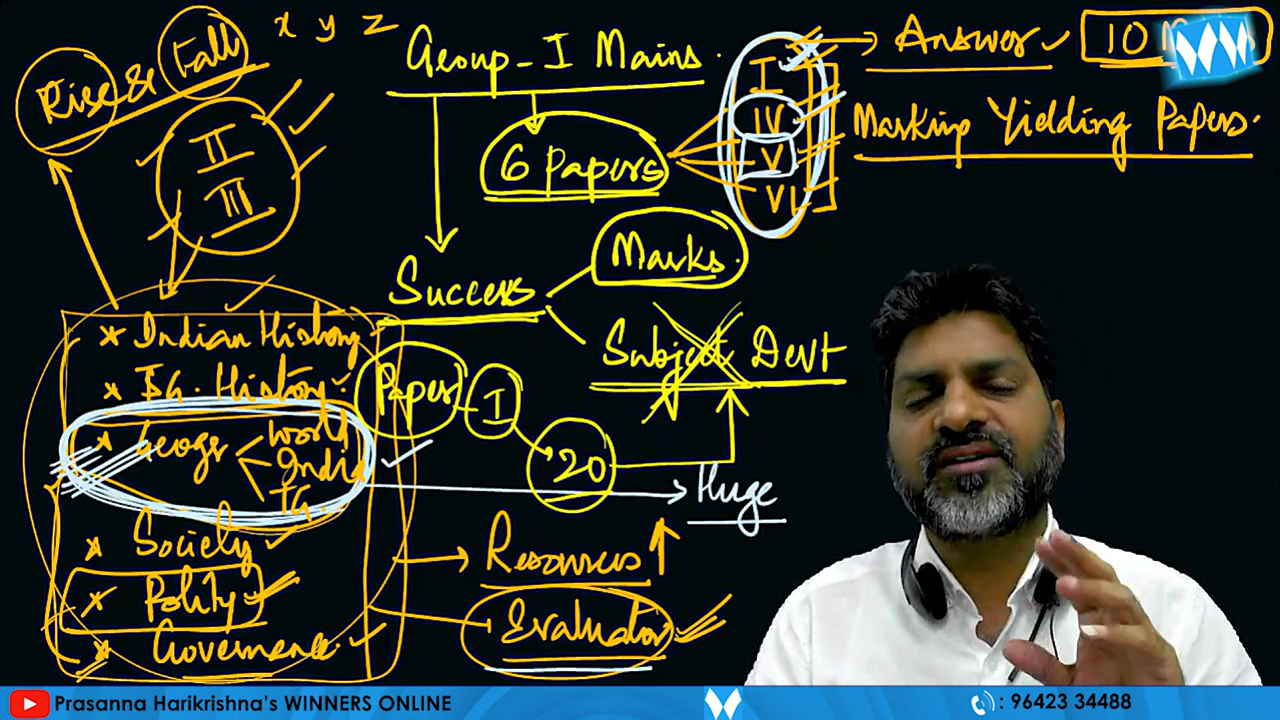 x y z
Rise & Fall
II
III
Group - I Mains.
6 Papers
I
IV
V
VI
Answer
10
Marking Yielding Papers.
Success
Marks.
Subject Devt
Paper - I
20
Huge
* Indian History
* TG. History
* Geogr
World
India
TG.
* Society
* Polity
* Governance.
Resources
Evaluator
Prasanna Harikrishna's WINNERS ONLINE
: 96423 34488